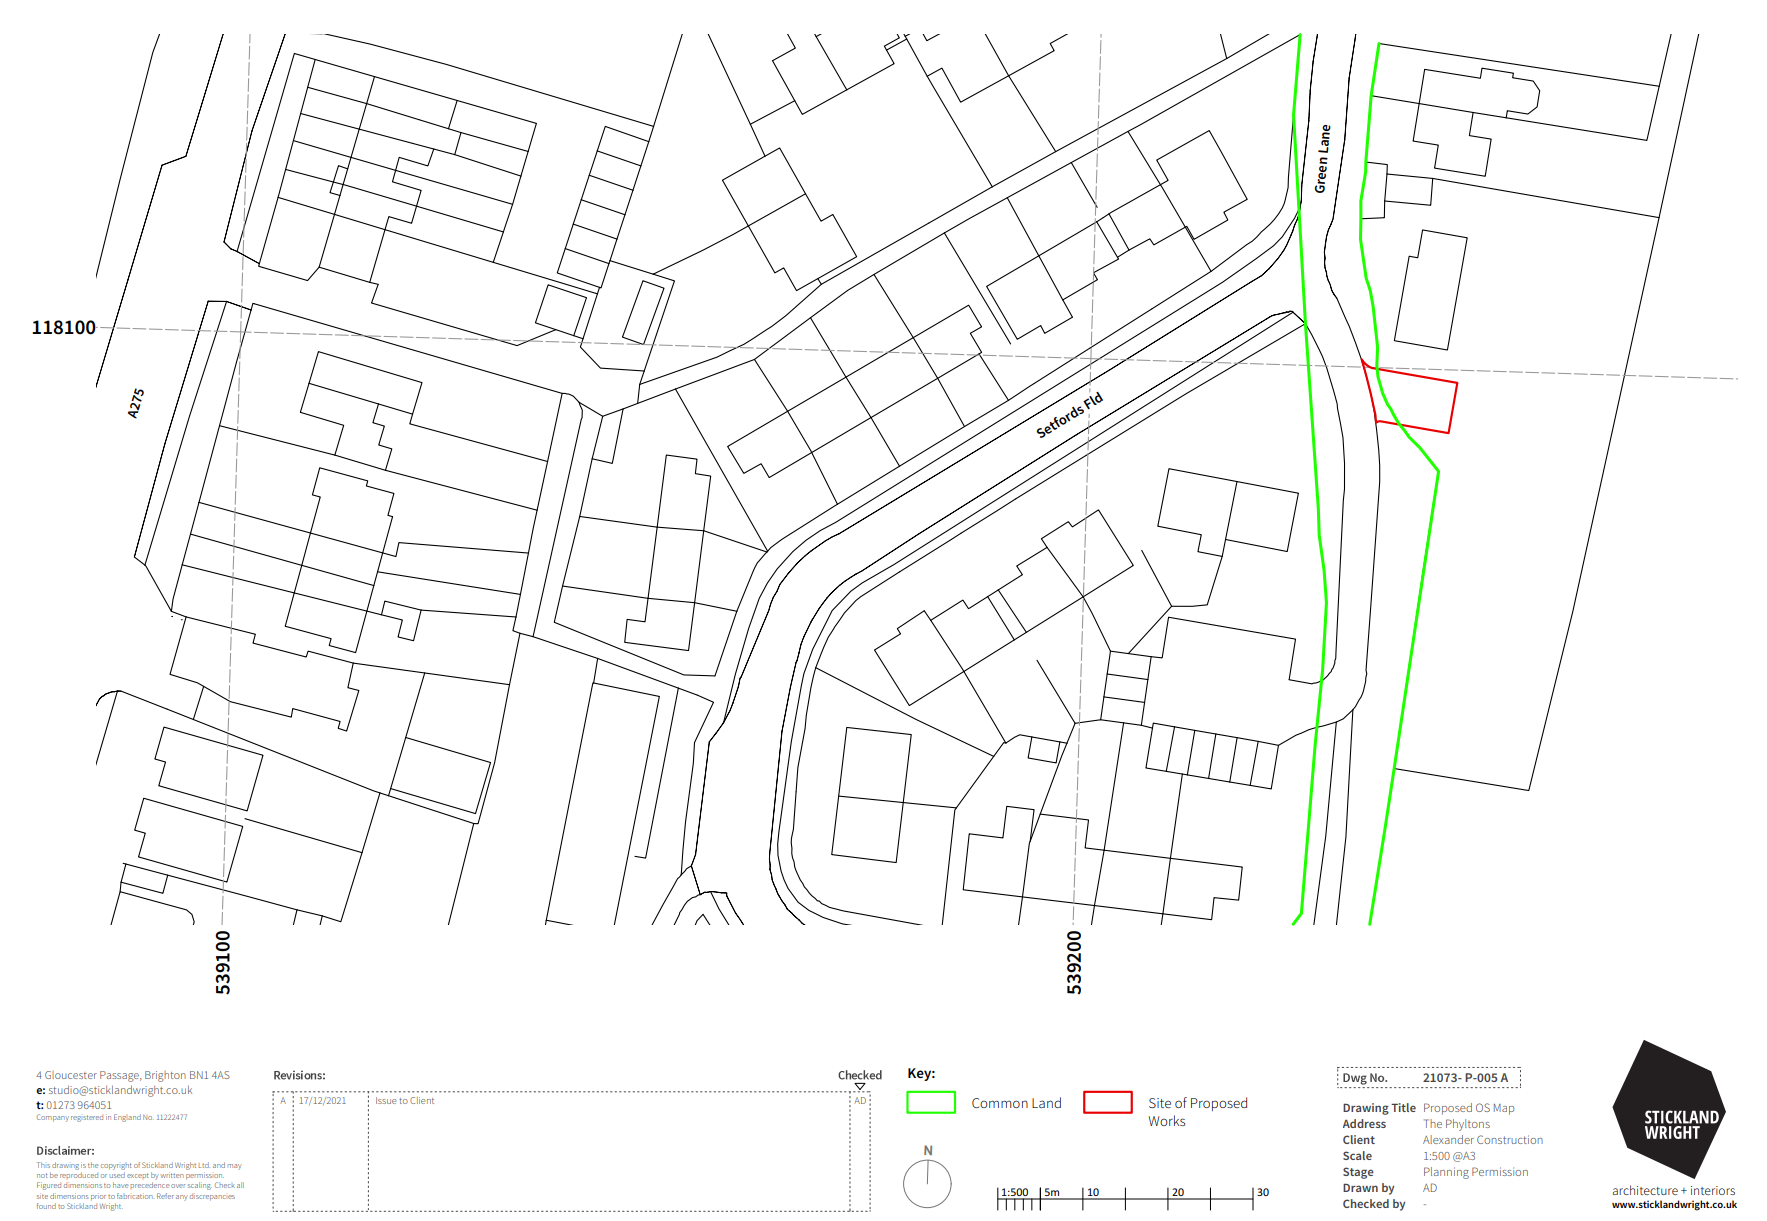 Green Lane
118100
A275
Setfords Fld
539100
539200
4 Gloucester Passage, Brighton BN1 4AS
e: studio@sticklandwright.co.uk
t: 01273 964051
Company registered in England No. 11222477
Disclaimer:
This drawing is the copyright of Stickland Wright Ltd. and may
not be reproduced or used except by written permission.
Figured dimensions to have precedence over scaling. Check all
site dimensions prior to fabrication. Refer any discrepancies
found to Stickland Wright.
Revisions:
Checked
A 17/12/2021 Issue to Client AD
Key:
Common Land
Site of Proposed
Works
N
1:500 5m 10 20 30
Dwg No. 21073- P-005 A
Drawing Title Proposed OS Map
Address The Phyltons
Client Alexander Construction
Scale 1:500 @A3
Stage Planning Permission
Drawn by AD
Checked by -
STICKLAND
WRIGHT
architecture + interiors
www.sticklandwright.co.uk